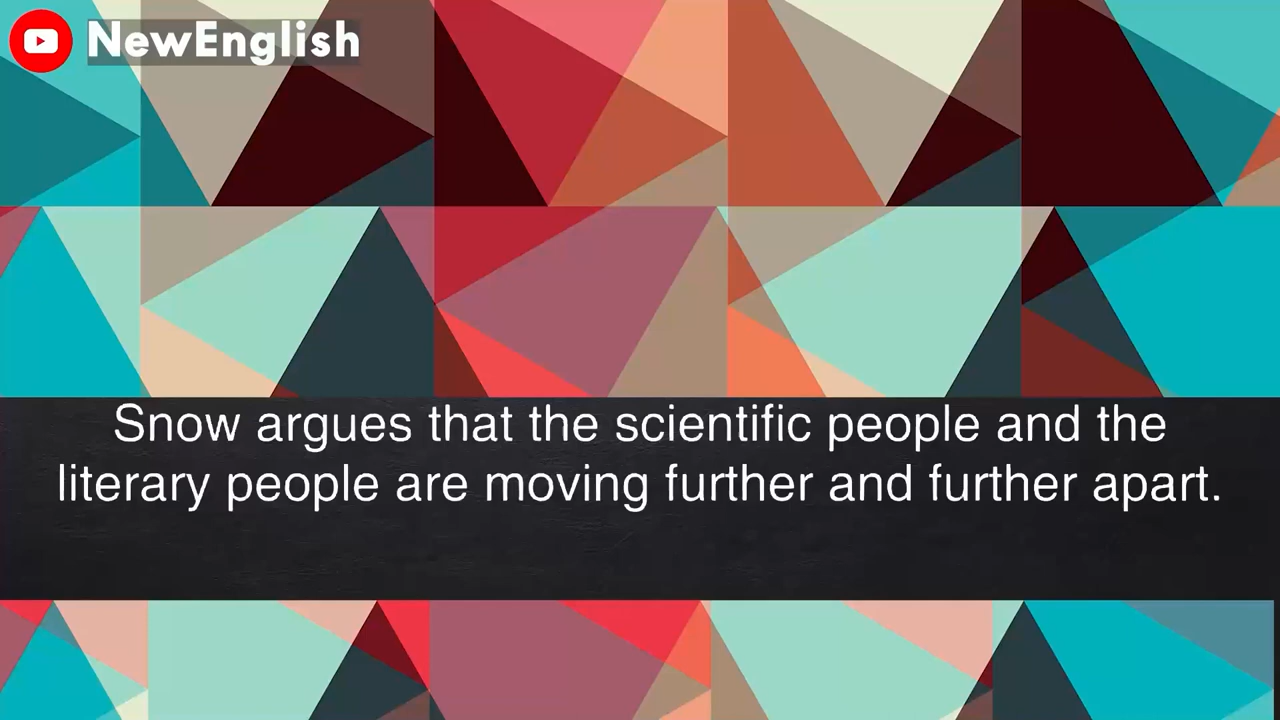 NewEnglish
Snow argues that the scientific people and the
literary people are moving further and further apart.